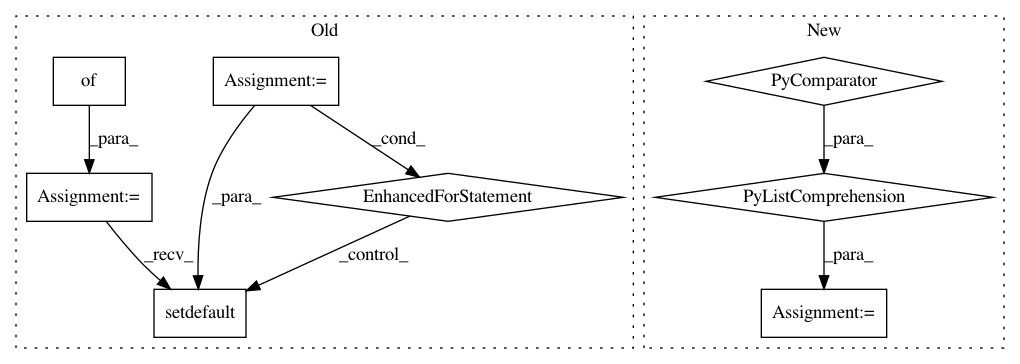 Old
New
of
Assignment:=
PyComparator
_para_
_cond_
_para_
Assignment:=
_para_
EnhancedForStatement
PyListComprehension
_recv_
_control_
_para_
setdefault
Assignment:=